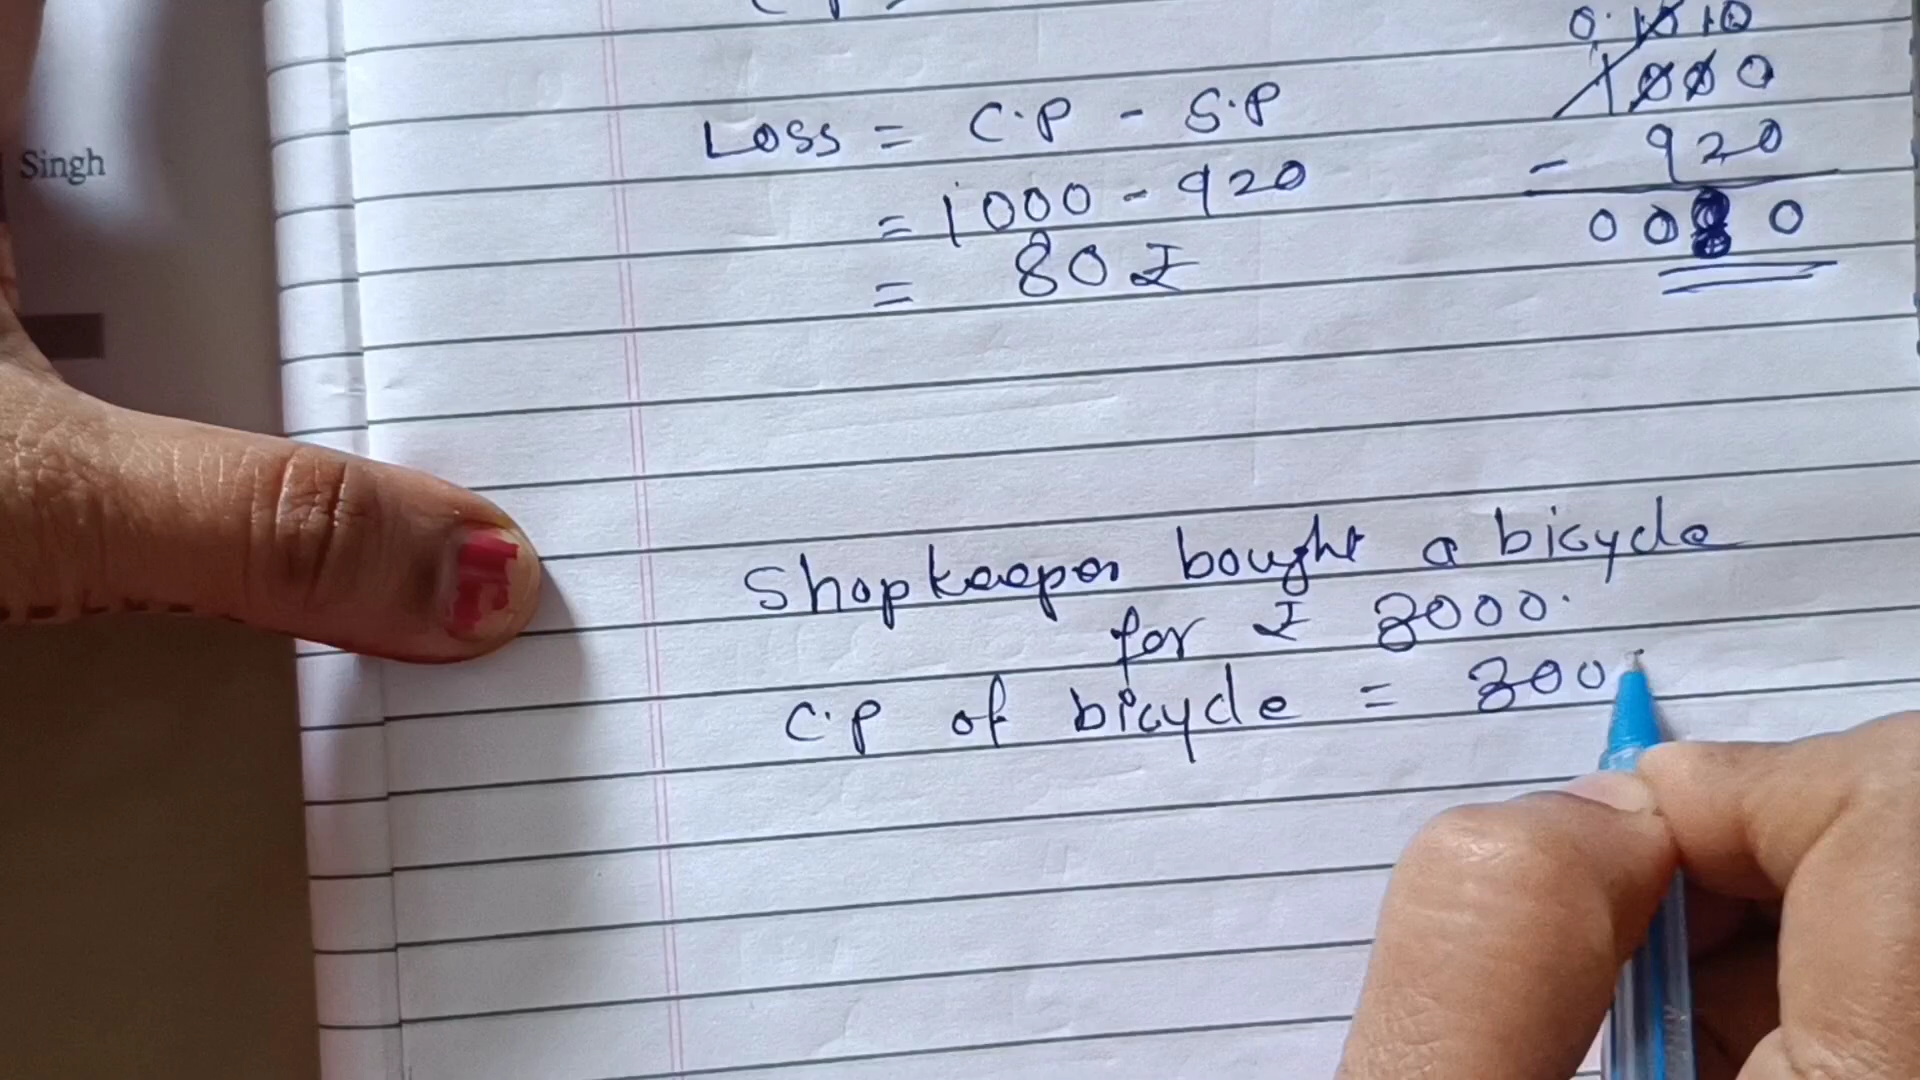 Singh
Loss = C.P - S.P
= 1000 - 920
= 80 ₹
0 10 10
1000
- 920
0080
Shopkeeper bought a bicycle
for ₹ 3000.
C.P of bicycle = 300